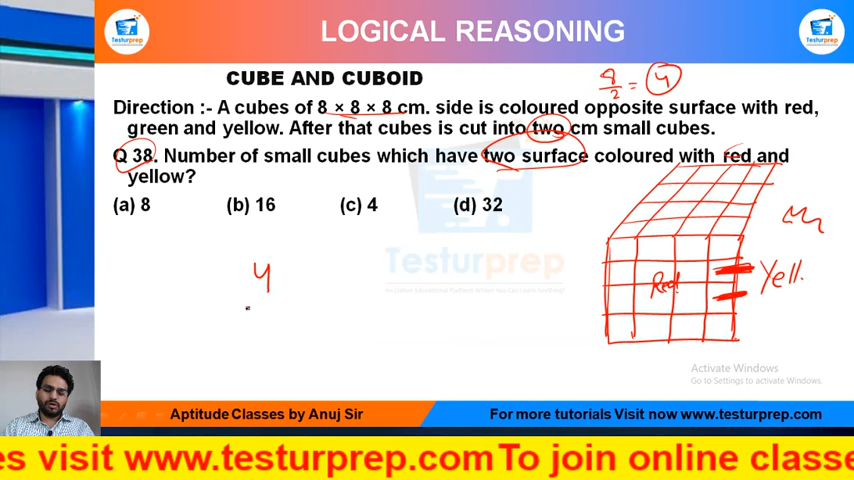 LOGICAL REASONING
Testurprep
Testurprep
CUBE AND CUBOID
8/2 = 4
Direction :- A cubes of 8 × 8 × 8 cm. side is coloured opposite surface with red,
green and yellow. After that cubes is cut into two cm small cubes.
Q 38. Number of small cubes which have two surface coloured with red and
yellow?
(a) 8 (b) 16 (c) 4 (d) 32
Testurprep
4
Red
Yell.
Activate Windows
Go to Settings to activate Windows.
Aptitude Classes by Anuj Sir
For more tutorials Visit now www.testurprep.com
es visit www.testurprep.com To join online classe